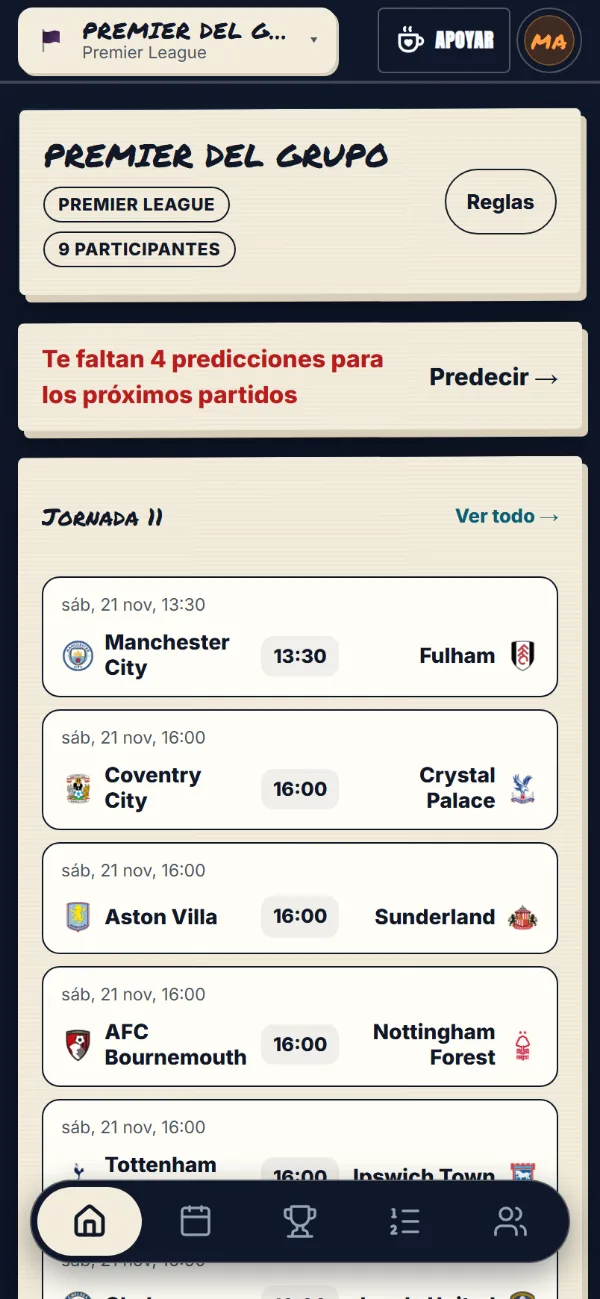 PREMIER DEL G...
Premier League
APOYAR
MA
PREMIER DEL GRUPO
PREMIER LEAGUE
9 PARTICIPANTES
Reglas
Te faltan 4 predicciones para
los próximos partidos
Predecir →
JORNADA 11
Ver todo →
sáb, 21 nov, 13:30
Manchester
City
13:30
Fulham
sáb, 21 nov, 16:00
Coventry
City
16:00
Crystal
Palace
sáb, 21 nov, 16:00
Aston Villa
16:00
Sunderland
sáb, 21 nov, 16:00
AFC
Bournemouth
16:00
Nottingham
Forest
sáb, 21 nov, 16:00
Tottenham
16:00
Ipswich Town